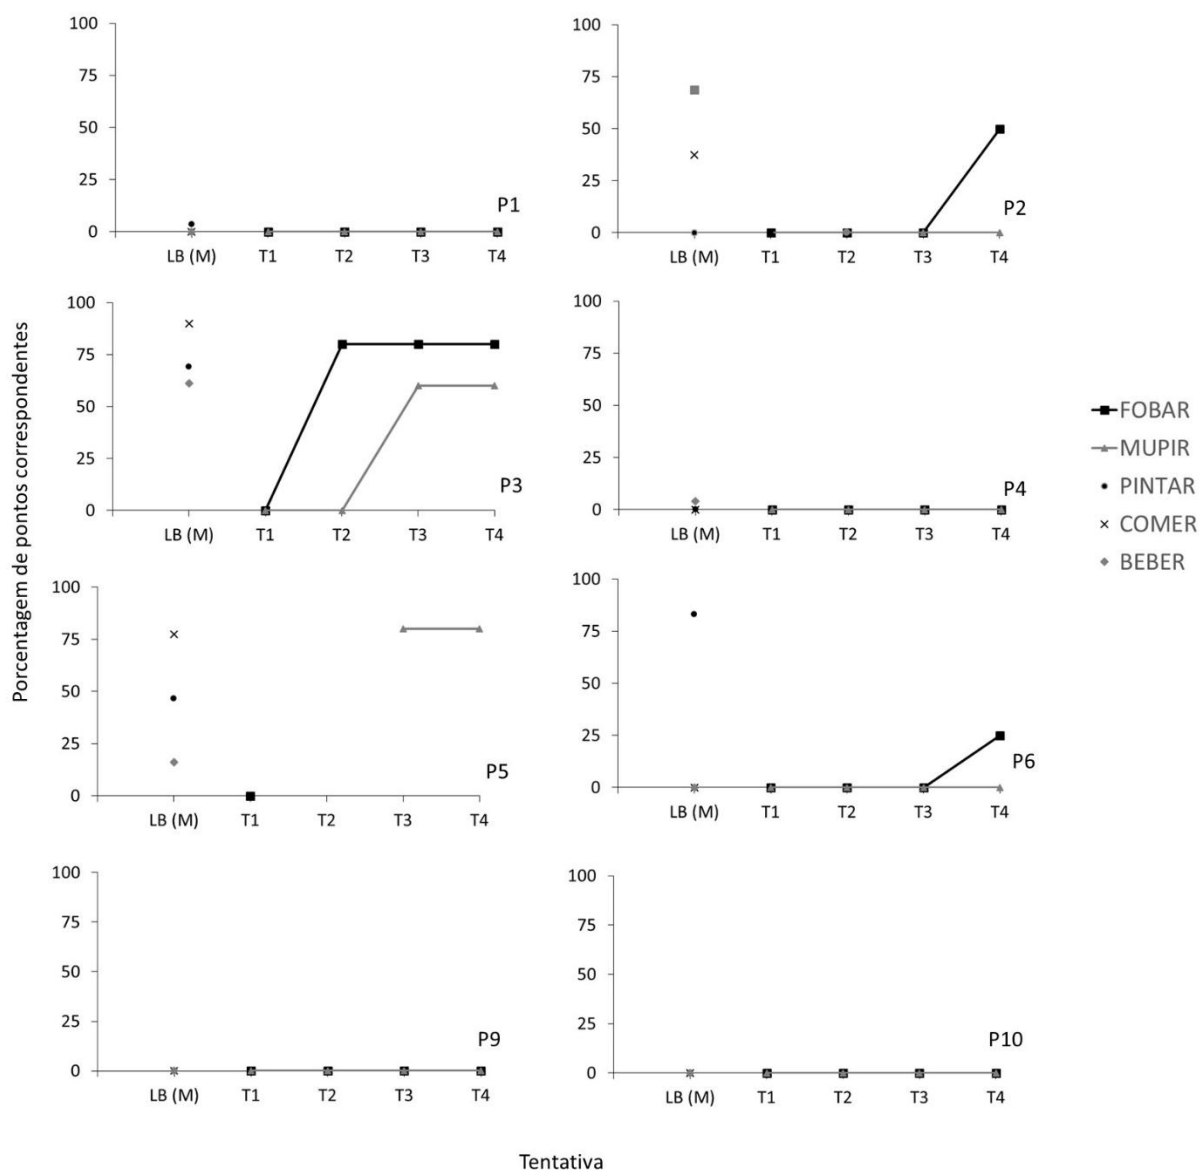 100
75
50
25
0
LB (M) T1 T2 T3 T4
P1
100
75
50
25
0
LB (M) T1 T2 T3 T4
P2
Porcentagem de pontos correspondentes
100
75
50
25
0
LB (M) T1 T2 T3 T4
P3
100
75
50
25
0
LB (M) T1 T2 T3 T4
P4
FOBAR
MUPIR
PINTAR
COMER
BEBER
100
75
50
25
0
LB (M) T1 T2 T3 T4
P5
100
75
50
25
0
LB (M) T1 T2 T3 T4
P6
100
75
50
25
0
LB (M) T1 T2 T3 T4
P9
100
75
50
25
0
LB (M) T1 T2 T3 T4
P10
Tentativa